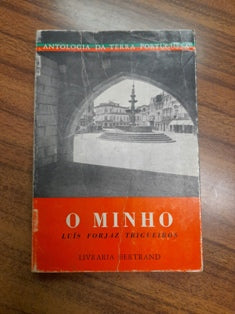 ANTOLOGIA DA TERRA PORTUGUESA
O MINHO
LUÍS FORJAZ TRIGUEIROS
LIVRARIA BERTRAND